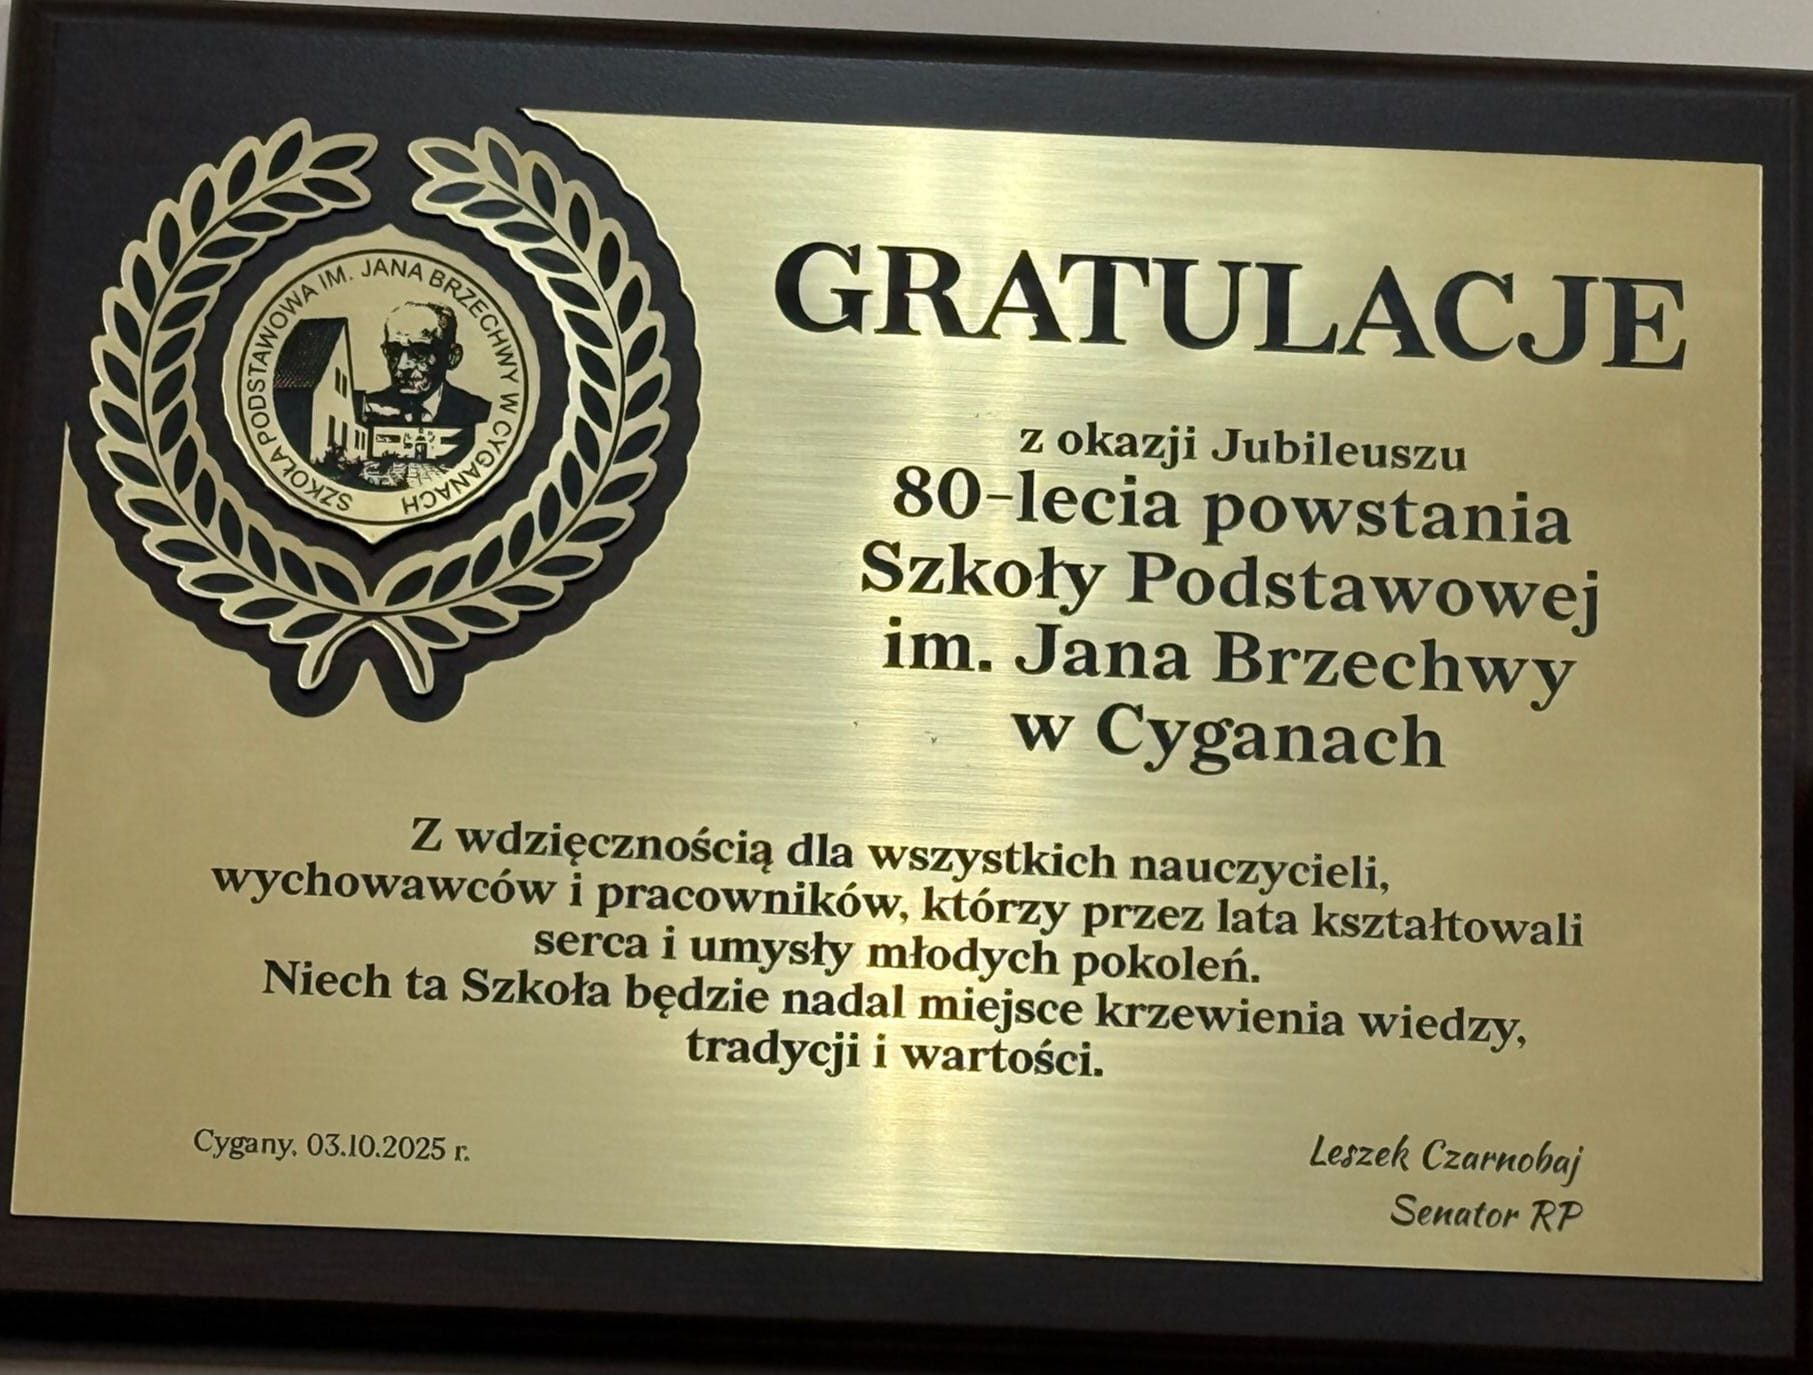 SZKOŁA PODSTAWOWA IM. JANA BRZECHWY W CYGANACH
GRATULACJE
z okazji Jubileuszu
80-lecia powstania
Szkoły Podstawowej
im. Jana Brzechwy
w Cyganach
Z wdzięcznością dla wszystkich nauczycieli,
wychowawców i pracowników, którzy przez lata kształtowali
serca i umysły młodych pokoleń.
Niech ta Szkoła będzie nadal miejsce krzewienia wiedzy,
tradycji i wartości.
Cygany, 03.10.2025 r.
Leszek Czarnobaj
Senator RP